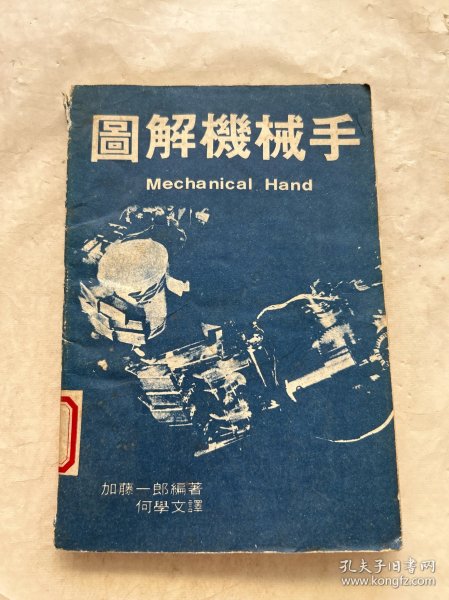 圖解機械手
Mechanical Hand
加藤一郎編著
何學文譯
孔夫子旧书网
www.kongfz.com